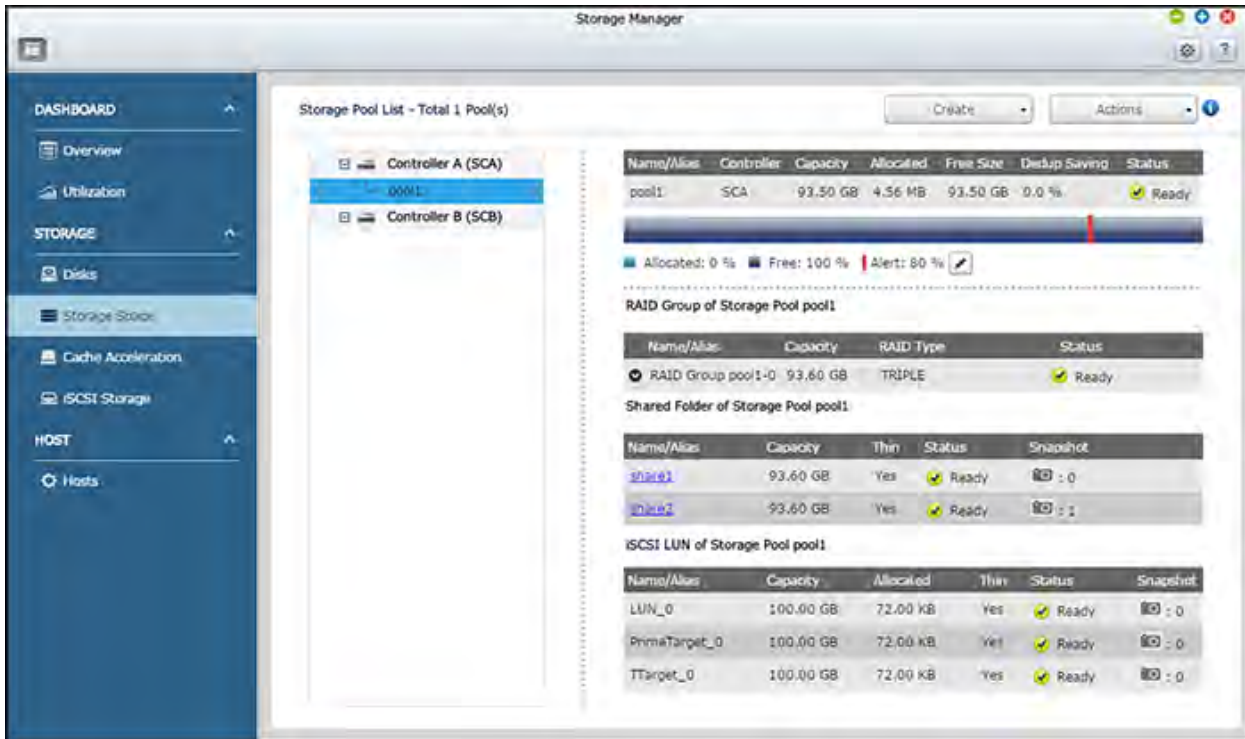 Storage Manager
DASHBOARD
Overview
Utilization
STORAGE
Disks
Storage Space
Cache Acceleration
iSCSI Storage
HOST
Hosts
Storage Pool List - Total 1 Pool(s)
Create
Actions
Controller A (SCA)
pool1
Controller B (SCB)
Name/Alias Controller Capacity Allocated Free Size Dedup Saving Status
pool1 SCA 93.50 GB 4.56 MB 93.50 GB 0.0 % Ready
Allocated: 0 % Free: 100 % Alert: 80 %
RAID Group of Storage Pool pool1
Name/Alias Capacity RAID Type Status
RAID Group pool1-0 93.60 GB TRIPLE Ready
Shared Folder of Storage Pool pool1
Name/Alias Capacity Thin Status Snapshot
share1 93.60 GB Yes Ready : 0
share2 93.60 GB Yes Ready : 1
iSCSI LUN of Storage Pool pool1
Name/Alias Capacity Allocated Thin Status Snapshot
LUN_0 100.00 GB 72.00 KB Yes Ready : 0
PrimaTarget_0 100.00 GB 72.00 KB Yes Ready : 0
TTarget_0 100.00 GB 72.00 KB Yes Ready : 0